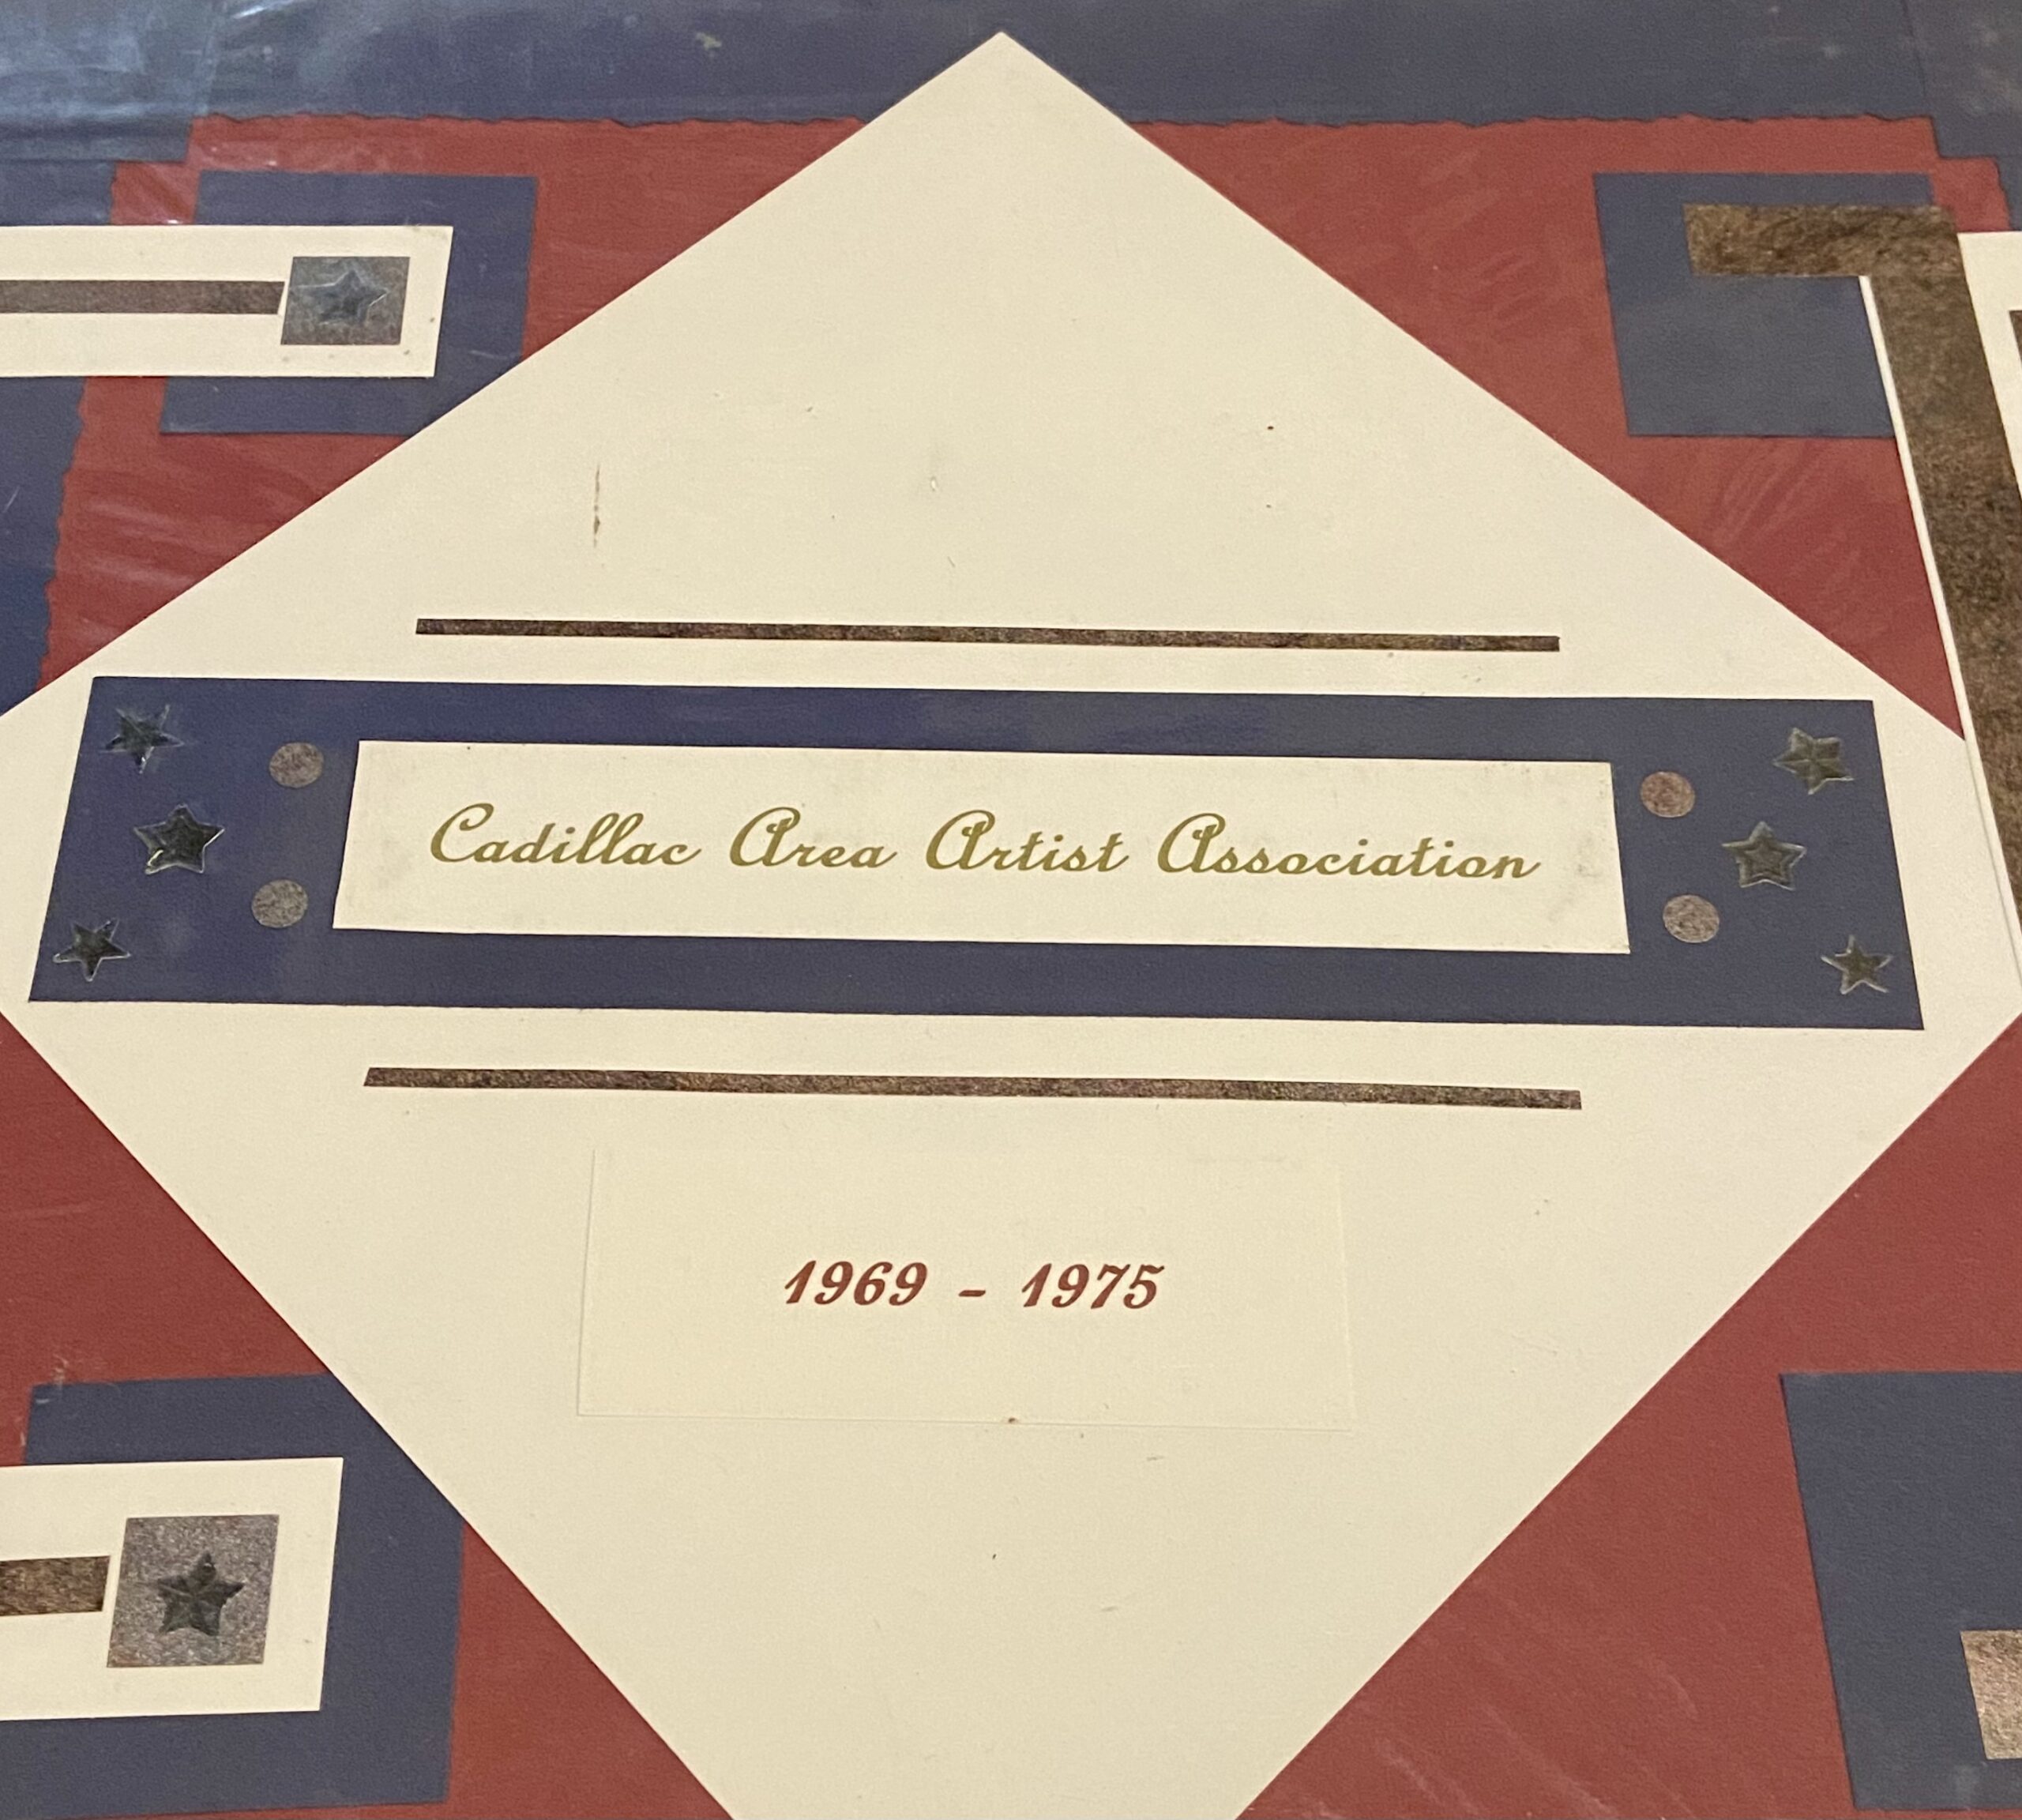 Cadillac Area Artist Association
1969 - 1975